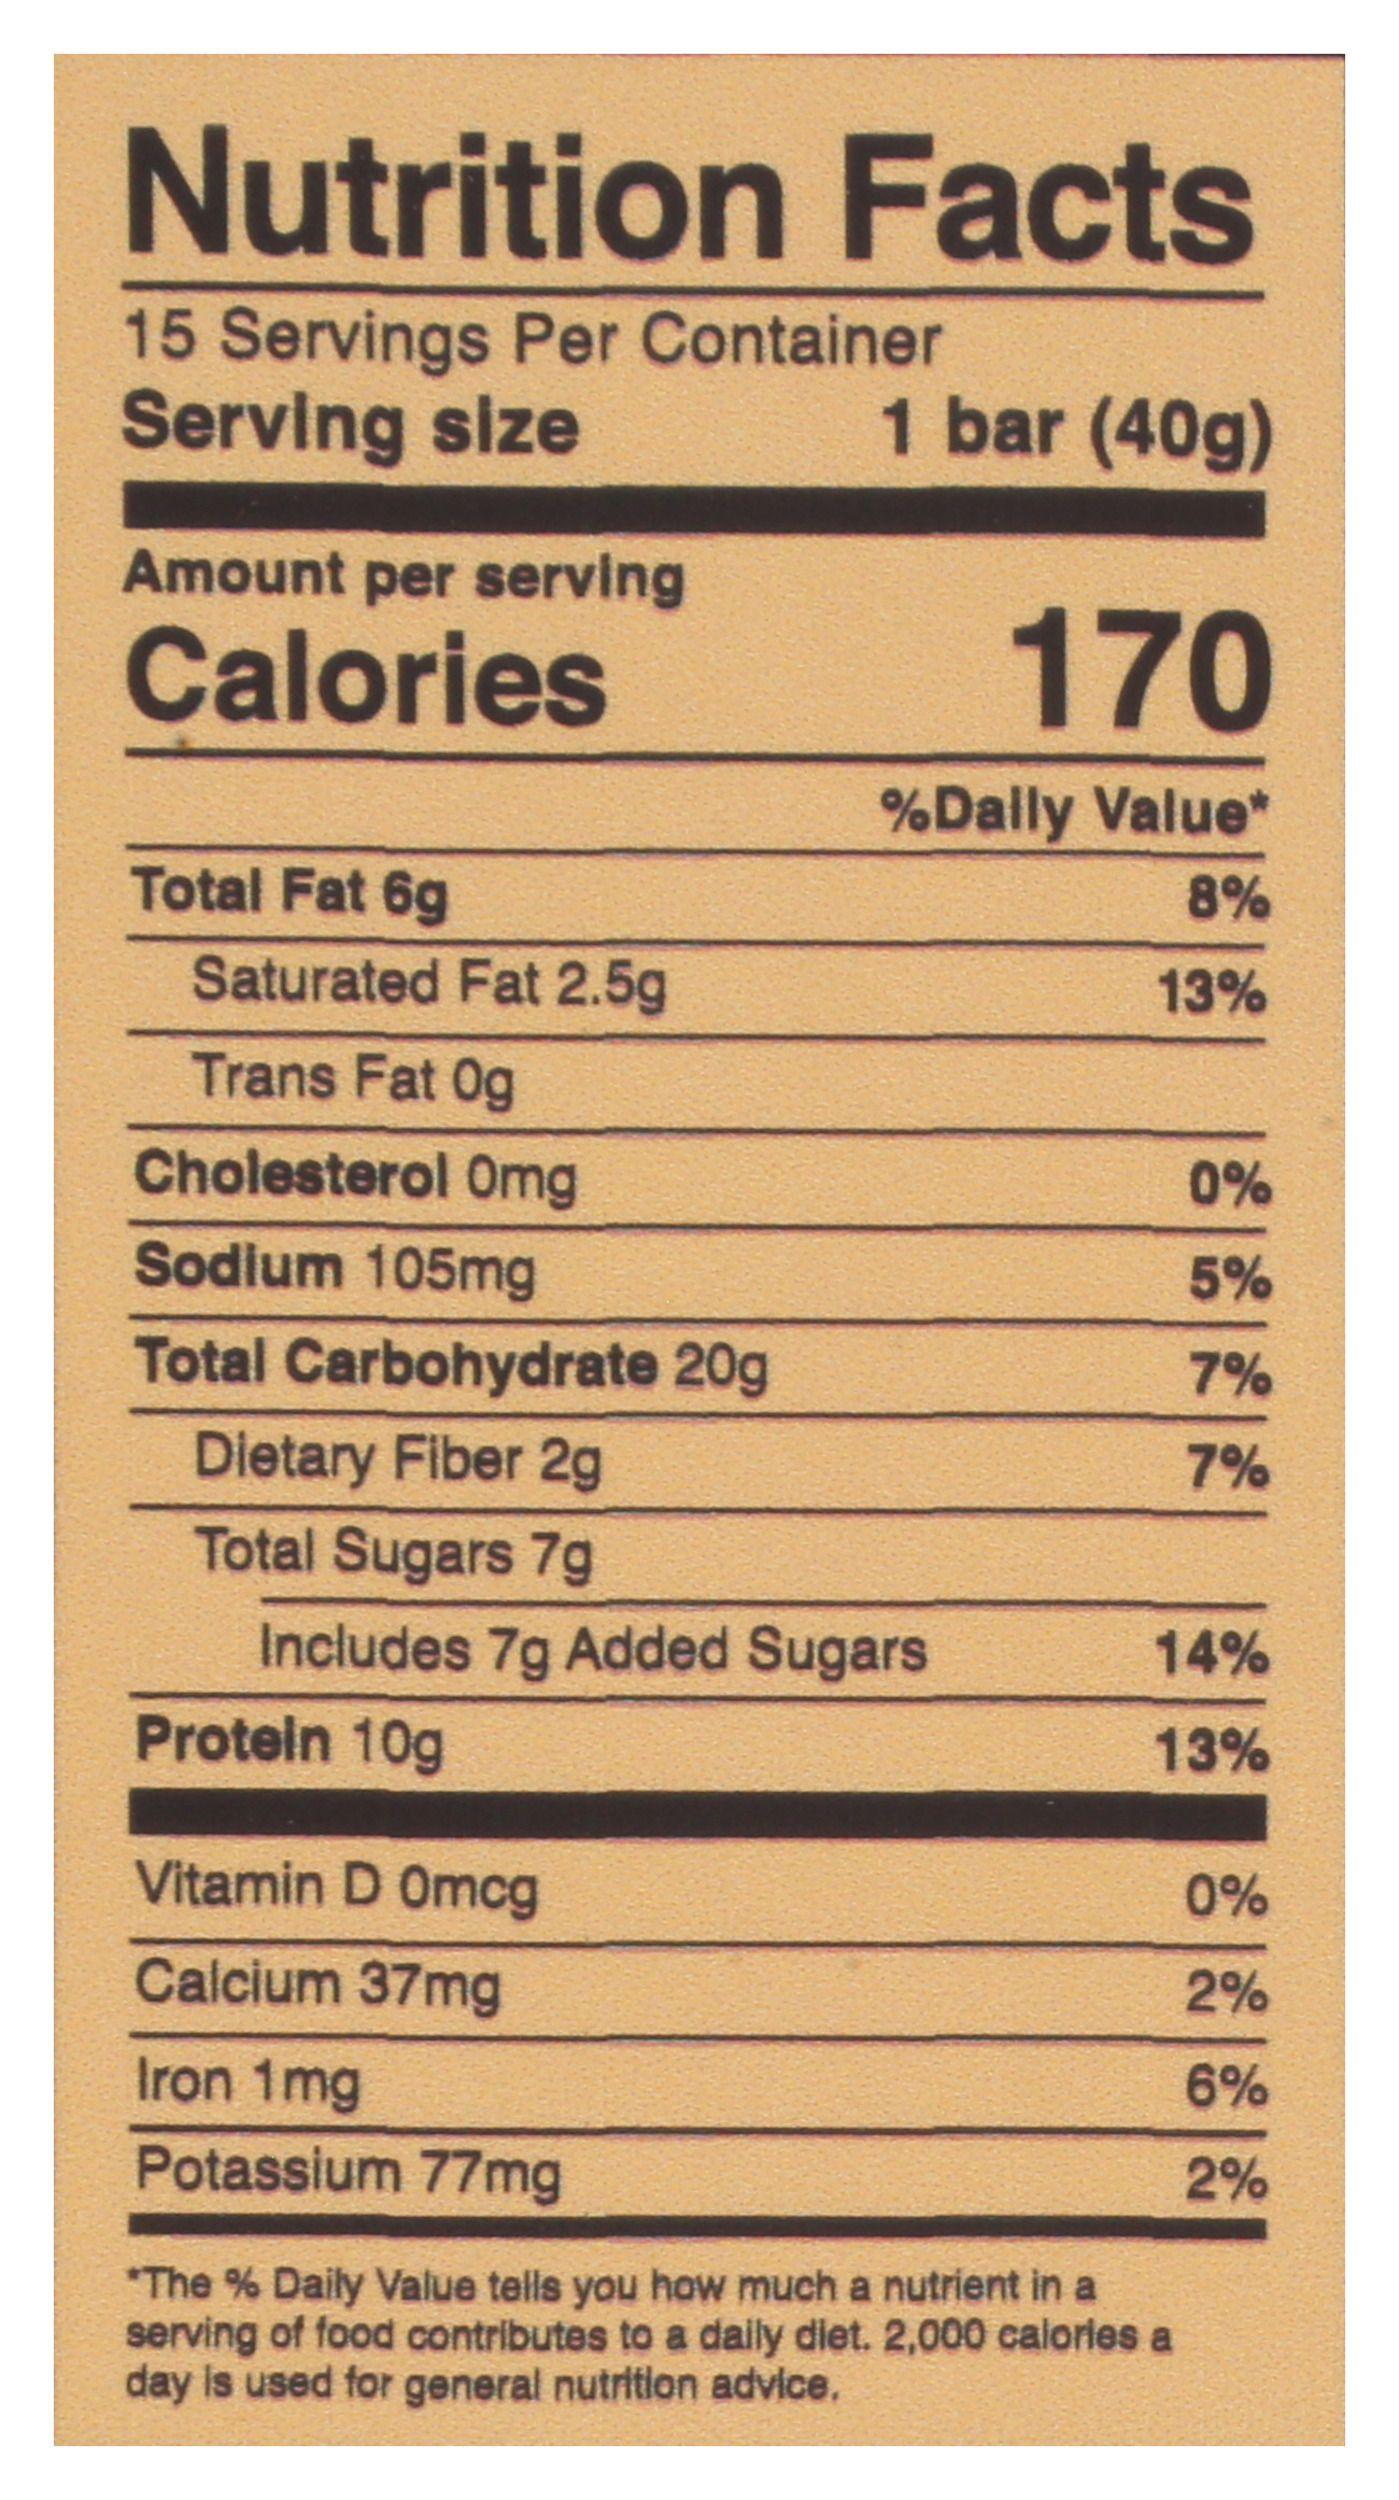 Nutrition Facts
15 Servings Per Container
Serving size 1 bar (40g)
Amount per serving
Calories 170
%Daily Value*
Total Fat 6g 8%
Saturated Fat 2.5g 13%
Trans Fat 0g
Cholesterol 0mg 0%
Sodium 105mg 5%
Total Carbohydrate 20g 7%
Dietary Fiber 2g 7%
Total Sugars 7g
Includes 7g Added Sugars 14%
Protein 10g 13%
Vitamin D 0mcg 0%
Calcium 37mg 2%
Iron 1mg 6%
Potassium 77mg 2%
*The % Daily Value tells you how much a nutrient in a
serving of food contributes to a daily diet. 2,000 calories a
day is used for general nutrition advice.